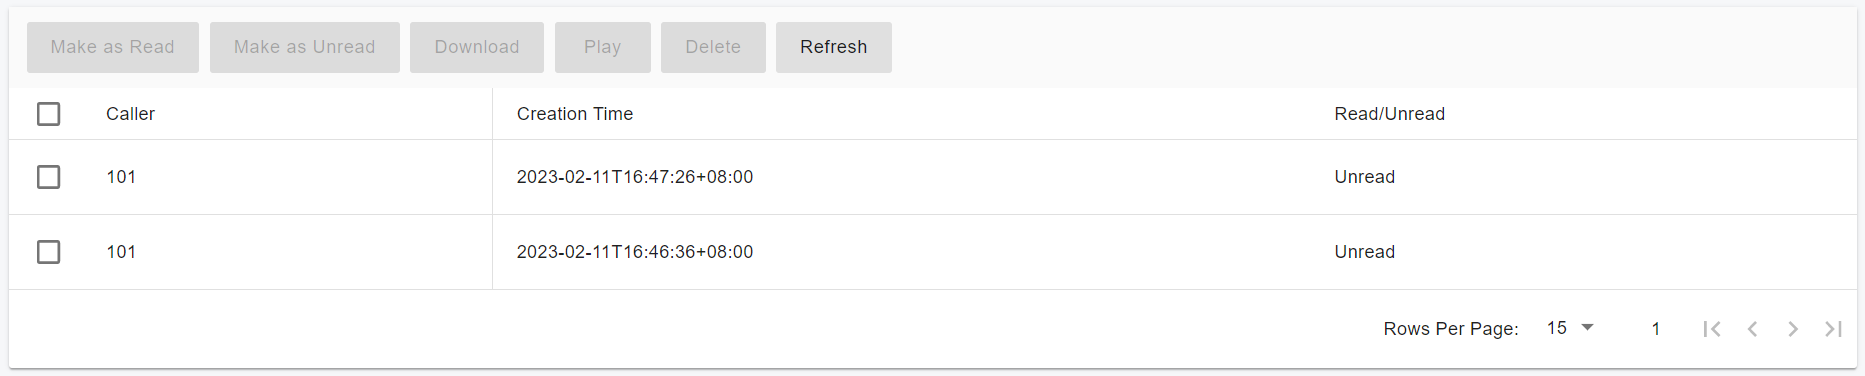 Make as Read Make as Unread Download Play Delete Refresh
Caller Creation Time Read/Unread
101 2023-02-11T16:47:26+08:00 Unread
101 2023-02-11T16:46:36+08:00 Unread
Rows Per Page: 15 1